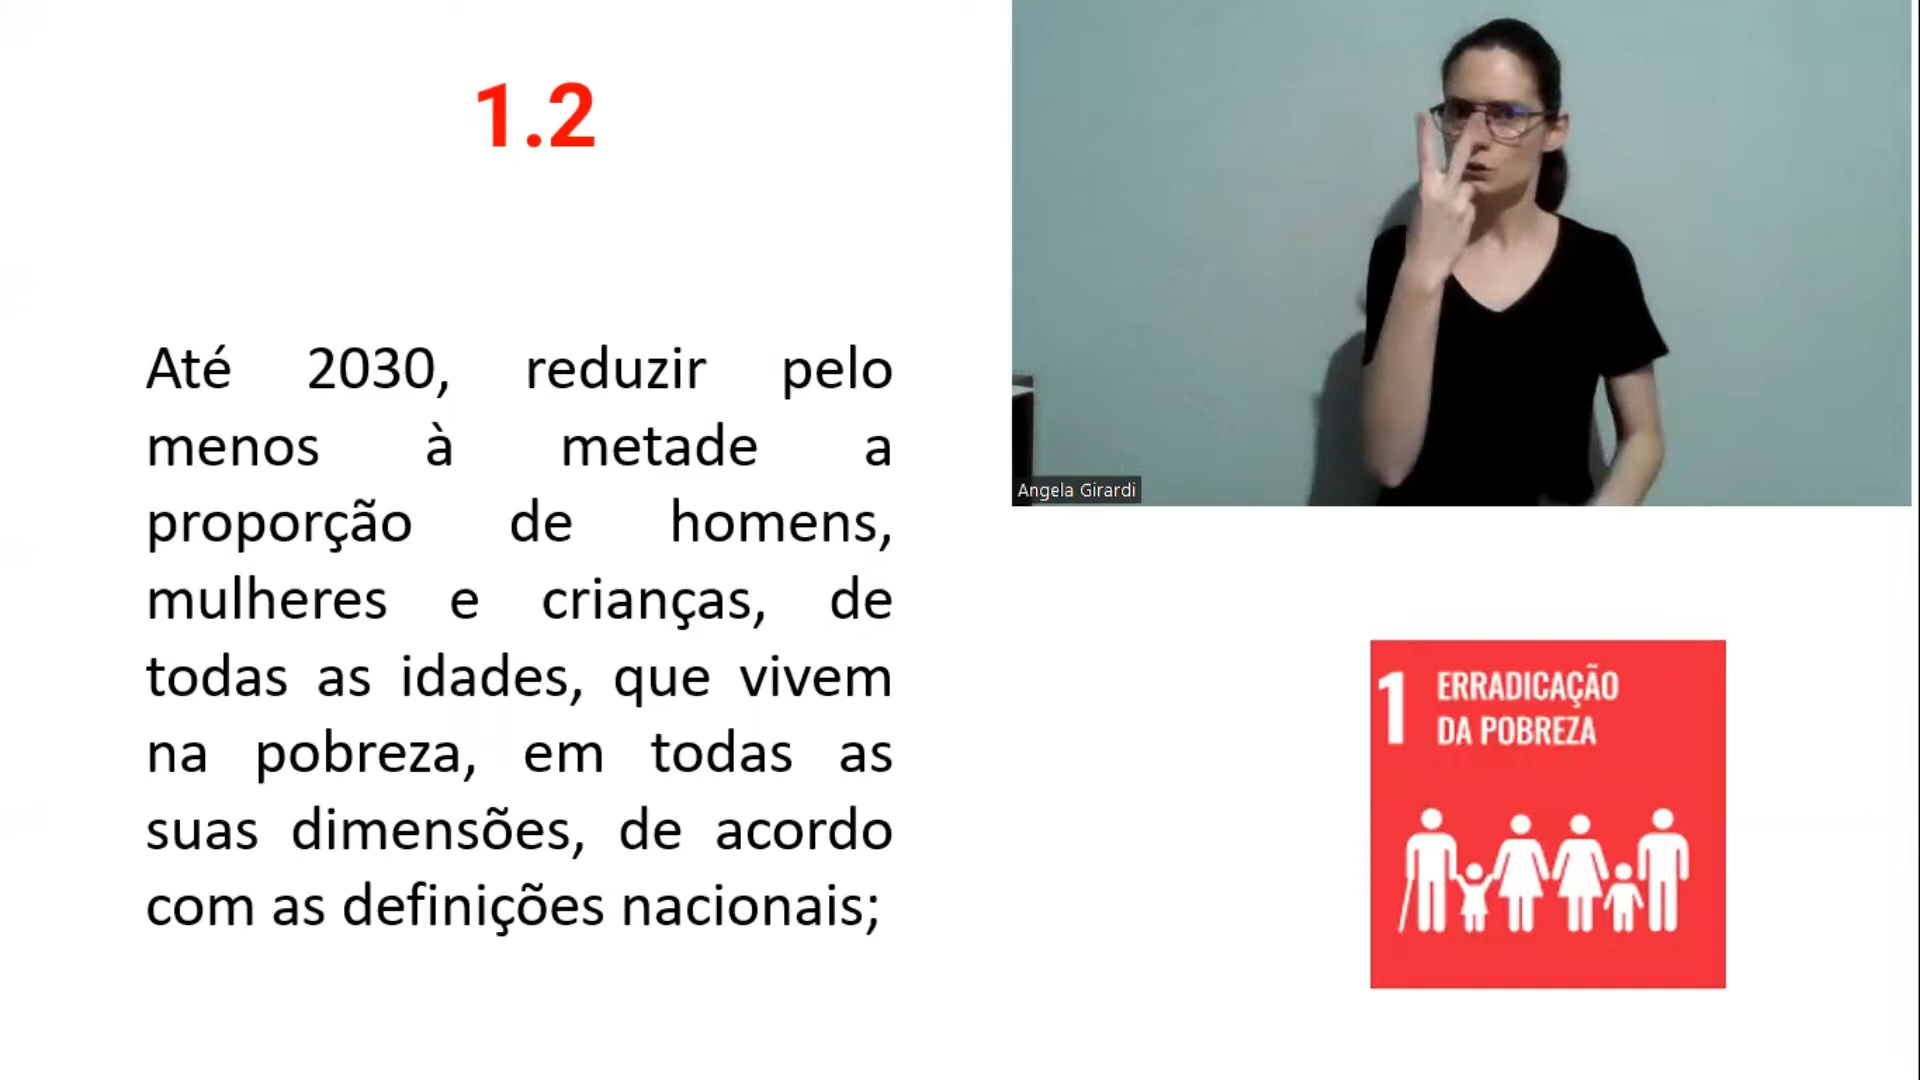 1.2
Até 2030, reduzir pelo
menos à metade a
proporção de homens,
mulheres e crianças, de
todas as idades, que vivem
na pobreza, em todas as
suas dimensões, de acordo
com as definições nacionais;
Angela Girardi
1 ERRADICAÇÃO
DA POBREZA